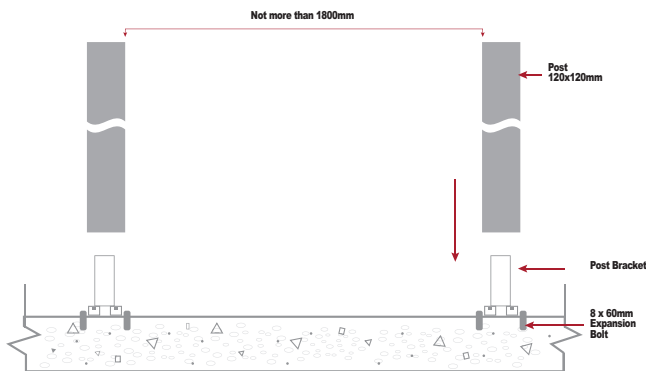 Not more than 1800mm
Post
120x120mm
Post Bracket
8 x 60mm
Expansion
Bolt